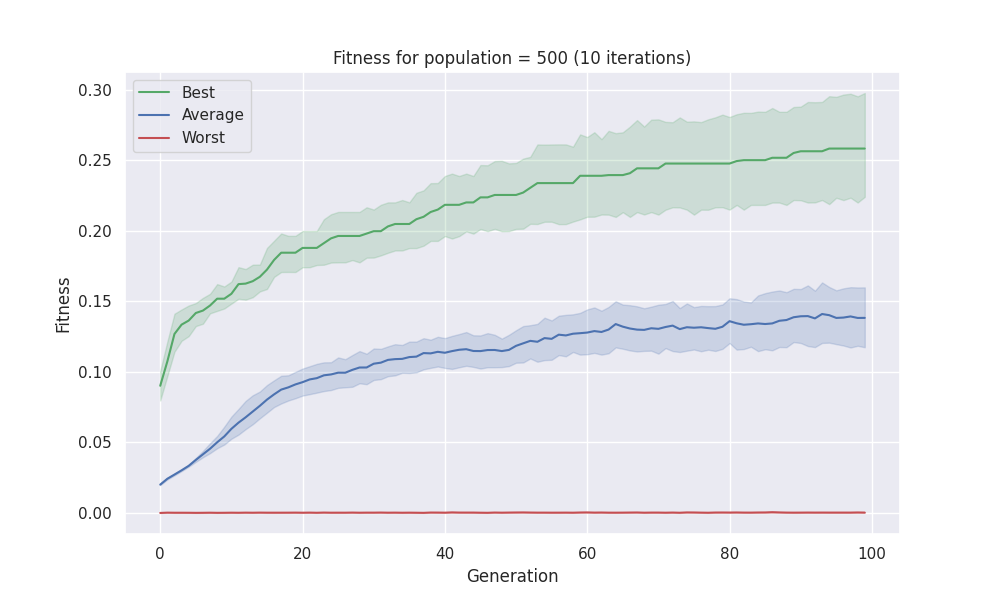 Fitness for population = 500 (10 iterations)
Best
Average
Worst
0.30
0.25
0.20
0.15
0.10
0.05
0.00
Fitness
0 20 40 60 80 100
Generation